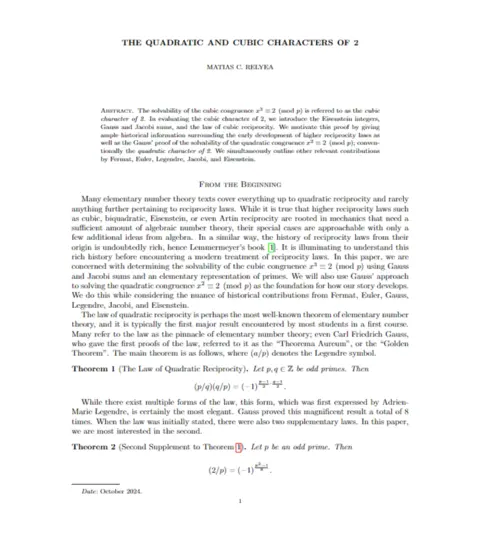 THE QUADRATIC AND CUBIC CHARACTERS OF 2
MATIAS C. RELYEA
Abstract. The solvability of the cubic congruence x³ ≡ 2 (mod p) is referred to as the cubic
character of 2. In evaluating the cubic character of 2, we introduce the Eisenstein integers,
Gauss and Jacobi sums, and the law of cubic reciprocity. We motivate this proof by giving
ample historical information surrounding the early development of higher reciprocity laws as
well as the Gauss' proof of the solvability of the quadratic congruence x² ≡ 2 (mod p); conven-
tionally the quadratic character of 2. We simultaneously outline other relevant contributions
by Fermat, Euler, Legendre, Jacobi, and Eisenstein.
From the Beginning
Many elementary number theory texts cover everything up to quadratic reciprocity and rarely
anything further pertaining to reciprocity laws. While it is true that higher reciprocity laws such
as cubic, biquadratic, Eisenstein, or even Artin reciprocity are rooted in mechanics that need a
sufficient amount of algebraic number theory, their special cases are approachable with only a
few additional ideas from algebra. In a similar way, the history of reciprocity laws from their
origin is undoubtedly rich, hence Lemmermeyer's book [1]. It is illuminating to understand this
rich history before encountering a modern treatment of reciprocity laws. In this paper, we are
concerned with determining the solvability of the cubic congruence x³ ≡ 2 (mod p) using Gauss
and Jacobi sums and an elementary representation of primes. We will also use Gauss' approach
to solving the quadratic congruence x² ≡ 2 (mod p) as the foundation for how our story develops.
We do this while considering the nuance of historical contributions from Fermat, Euler, Gauss,
Legendre, Jacobi, and Eisenstein.
The law of quadratic reciprocity is perhaps the most well-known theorem of elementary number
theory, and it is typically the first major result encountered by most students in a first course.
Many refer to the law as the pinnacle of elementary number theory; even Carl Friedrich Gauss,
who gave the first proofs of the law, referred to it as the "Theorema Aureum", or the "Golden
Theorem". The main theorem is as follows, where (a/p) denotes the Legendre symbol.
Theorem 1 (The Law of Quadratic Reciprocity). Let p, q ∈ ℤ be odd primes. Then
(p/q)(q/p) = (−1)^{\frac{p−1}{2}·\frac{q−1}{2}}.
While there exist multiple forms of the law, this form, which was first expressed by Adrien-
Marie Legendre, is certainly the most elegant. Gauss proved this magnificent result a total of 8
times. When the law was initially stated, there were also two supplementary laws. In this paper,
we are most interested in the second.
Theorem 2 (Second Supplement to Theorem 1). Let p be an odd prime. Then
(2/p) = (−1)^{\frac{p²−1}{8}}.
Date: October 2024.
1